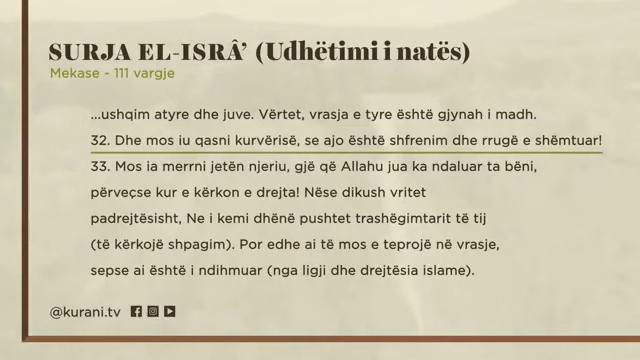 SURJA EL-ISRÂ’ (Udhëtimi i natës)
Mekase - 111 vargje
...ushqim atyre dhe juve. Vërtet, vrasja e tyre është gjynah i madh.
32. Dhe mos iu qasni kurvërisë, se ajo është shfrenim dhe rrugë e shëmtuar!
33. Mos ia merrni jetën njeriu, gjë që Allahu jua ka ndaluar ta bëni,
përveçse kur e kërkon e drejta! Nëse dikush vritet
padrejtësisht, Ne i kemi dhënë pushtet trashëgimtarit të tij
(të kërkojë shpagim). Por edhe ai të mos e teprojë në vrasje,
sepse ai është i ndihmuar (nga ligji dhe drejtësia islame).
@kurani.tv